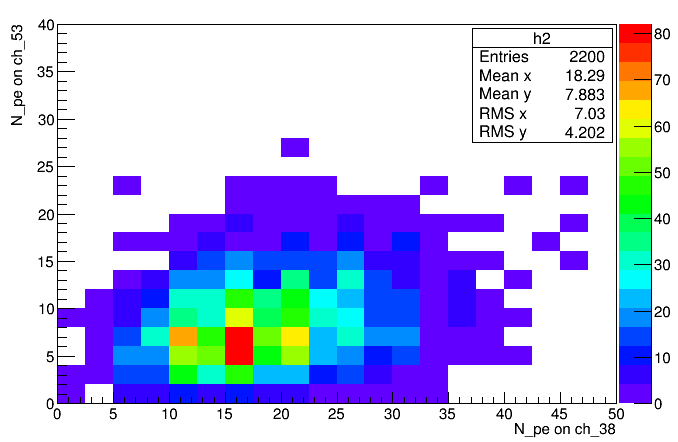 N_pe on ch_53
40
35
30
25
20
15
10
5
0
h2
Entries 2200
Mean x 18.29
Mean y 7.883
RMS x 7.03
RMS y 4.202
80
70
60
50
40
30
20
10
0
0 5 10 15 20 25 30 35 40 45 50
N_pe on ch_38